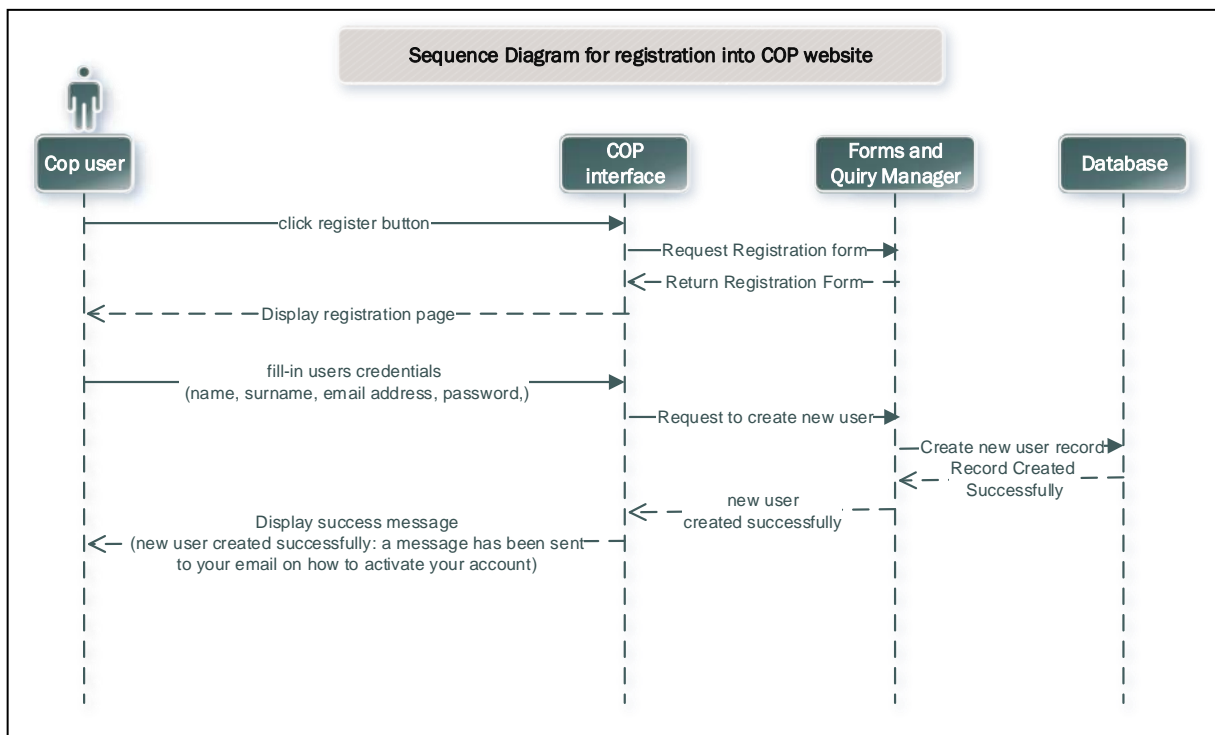 Sequence Diagram for registration into COP website
Cop user
COP
interface
Forms and
Quiry Manager
Database
click register button
Request Registration form
Return Registration Form
Display registration page
fill-in users credentials
(name, surname, email address, password,)
Request to create new user
Create new user record
Record Created
Successfully
new user
created successfully
Display success message
(new user created successfully: a message has been sent
to your email on how to activate your account)